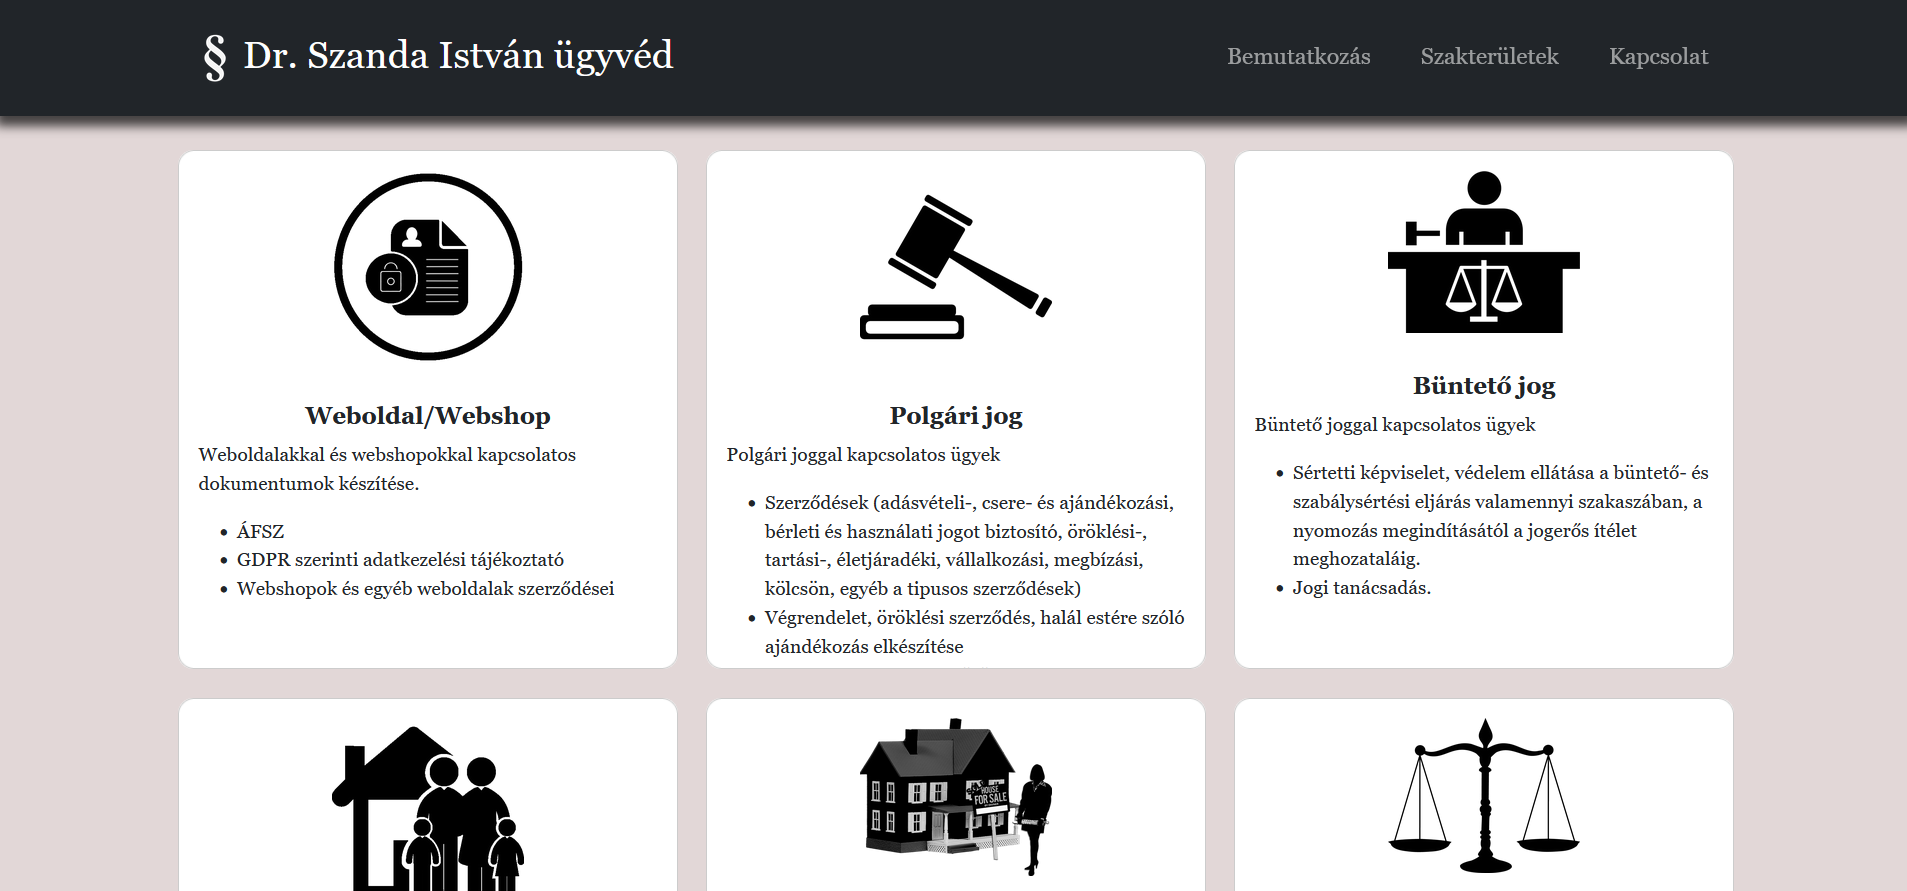 § Dr. Szanda István ügyvéd
Bemutatkozás
Szakterületek
Kapcsolat
Weboldal/Webshop
Weboldalakkal és webshopokkal kapcsolatos
dokumentumok készítése.
• ÁFSZ
• GDPR szerinti adatkezelési tájékoztató
• Webshopok és egyéb weboldalak szerződései
Polgári jog
Polgári joggal kapcsolatos ügyek
• Szerződések (adásvételi-, csere- és ajándékozási,
bérleti és használati jogot biztosító, öröklési-,
tartási-, életjáradéki, vállalkozási, megbízási,
kölcsön, egyéb a tipusos szerződések)
• Végrendelet, öröklési szerződés, halál estére szóló
ajándékozás elkészítése
Büntető jog
Büntető joggal kapcsolatos ügyek
• Sértetti képviselet, védelem ellátása a büntető- és
szabálysértési eljárás valamennyi szakaszában, a
nyomozás megindításától a jogerős ítélet
meghozataláig.
• Jogi tanácsadás.
HOUSE
FOR SALE